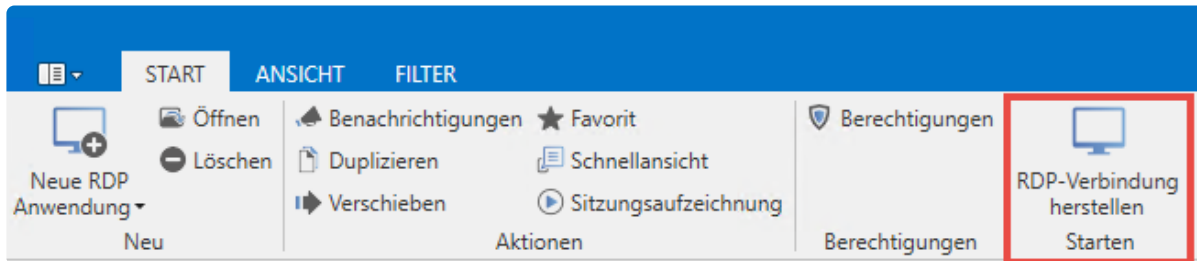 START ANSICHT FILTER
Neue RDP
Anwendung
Öffnen
Löschen
Neu
Benachrichtigungen
Duplizieren
Verschieben
Favorit
Schnellansicht
Sitzungsaufzeichnung
Aktionen
Berechtigungen
Berechtigungen
RDP-Verbindung
herstellen
Starten